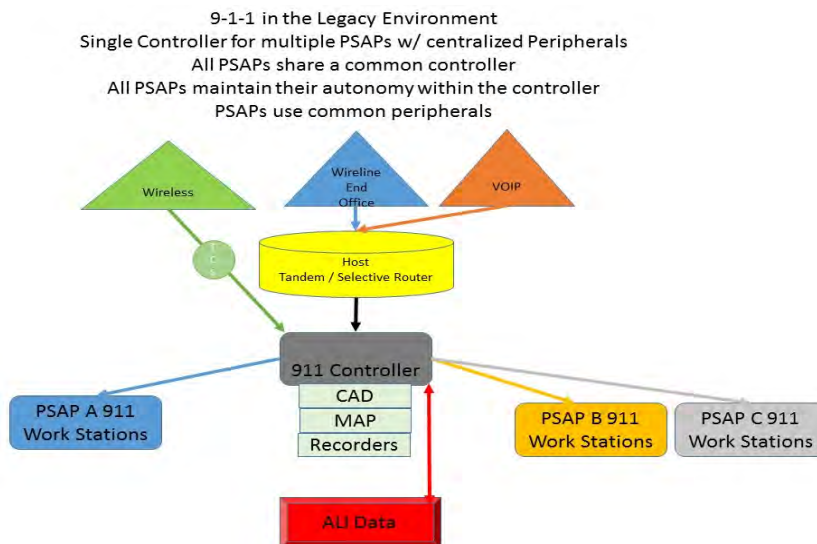 9-1-1 in the Legacy Environment
Single Controller for multiple PSAPs w/ centralized Peripherals
All PSAPs share a common controller
All PSAPs maintain their autonomy within the controller
PSAPs use common peripherals
Wireless
Wireline
End
Office
VOIP
Host
Tandem / Selective Router
911 Controller
CAD
MAP
Recorders
PSAP A 911
Work Stations
PSAP B 911
Work Stations
PSAP C 911
Work Stations
ALI Data